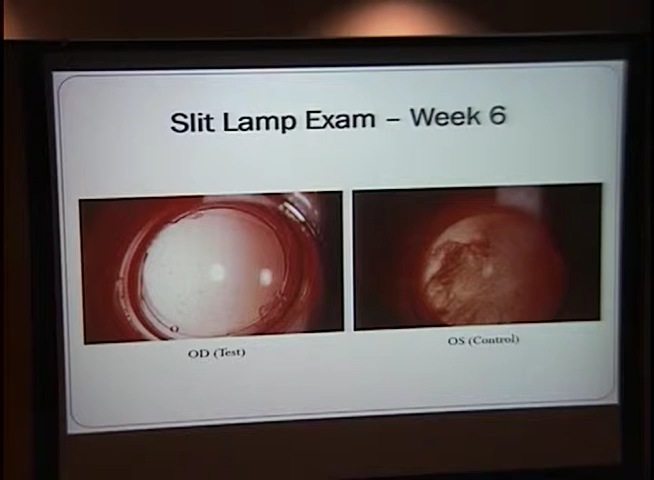 Slit Lamp Exam – Week 6
OD (Test)
OS (Control)